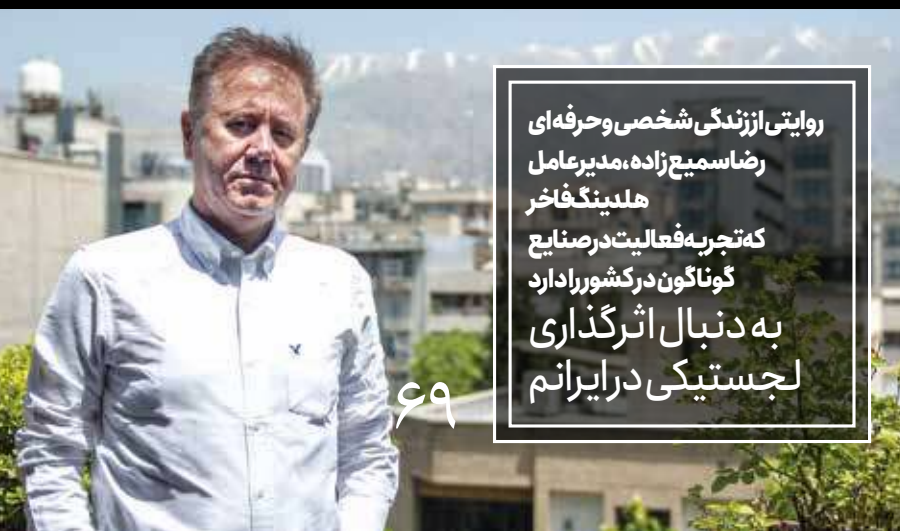 روایتی از زندگی شخصی و حرفه‌ای
رضا سمیع‌زاده، مدیرعامل
هلدینگ فاخر
که تجربه فعالیت در صنایع
گوناگون در کشور را دارد
به دنبال اثرگذاری
لجستیکی در ایرانم
۶۹